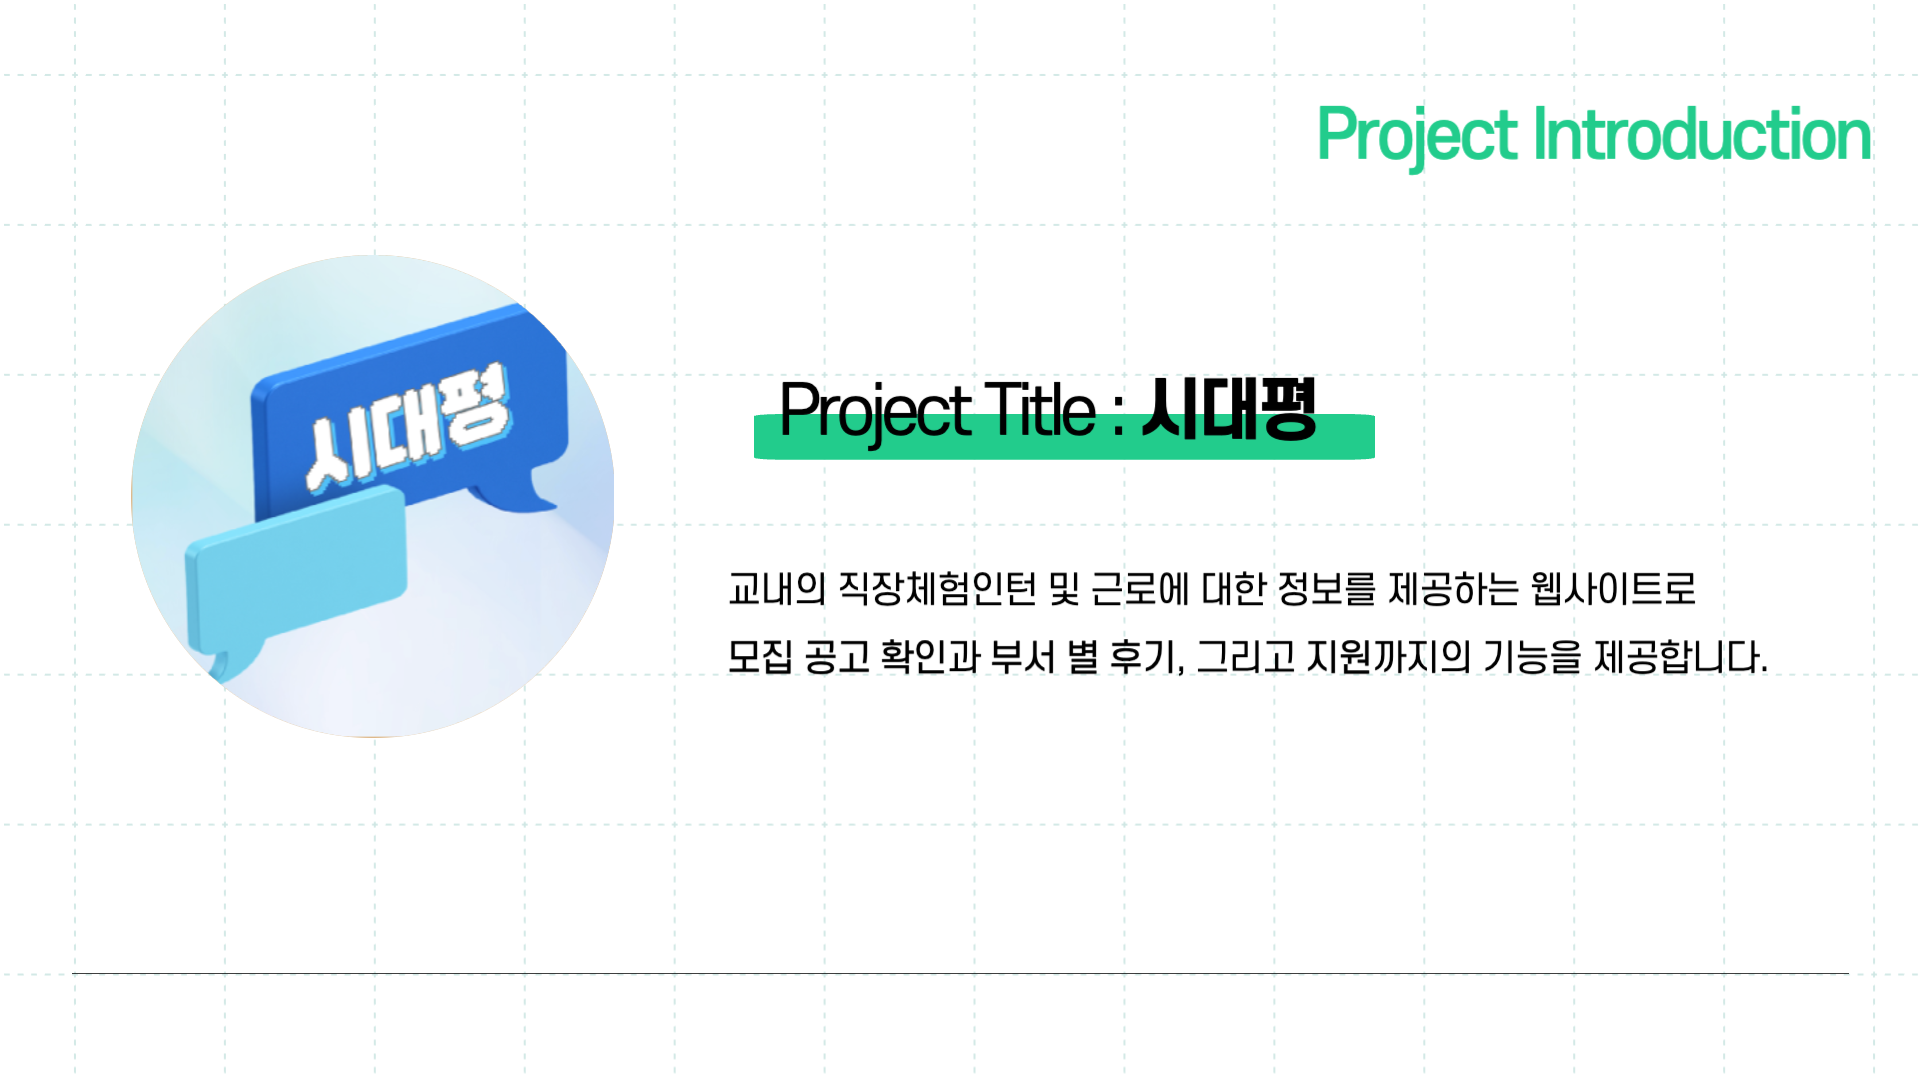 Project Introduction
시대평
Project Title : 시대평
교내의 직장체험인턴 및 근로에 대한 정보를 제공하는 웹사이트로
모집 공고 확인과 부서 별 후기, 그리고 지원까지의 기능을 제공합니다.